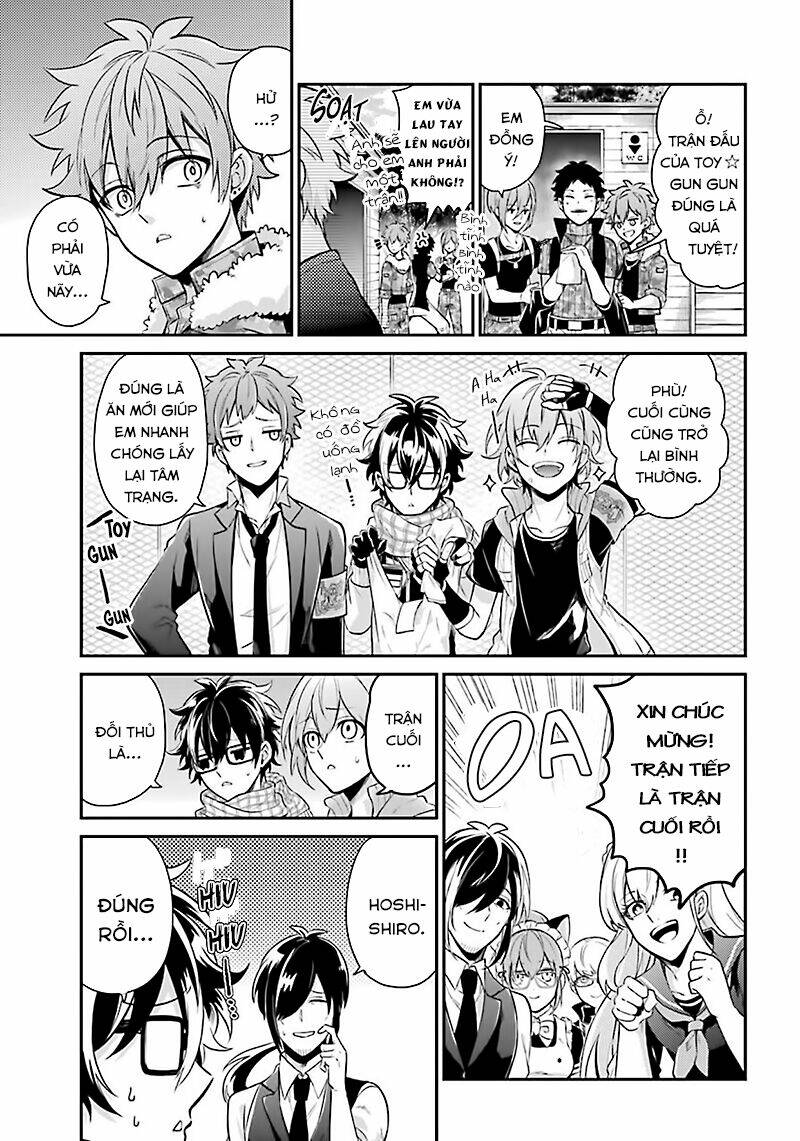 Ồ!
TRẬN ĐẤU
CỦA TOY☆
GUN GUN
ĐÚNG LÀ
QUÁ
TUYỆT!
WC
EM
ĐỒNG
Ý!
EM VỪA
LAU TAY
LÊN NGƯỜI
ANH PHẢI
KHÔNG!?
Anh sẽ
cho em
một
trận!!
Bình
tĩnh
Bình
tĩnh
nào
SOẠT
HỬ
...?
CÓ
PHẢI
VỪA
NÃY...
PHÙ!
CUỐI CÙNG
CŨNG TRỞ
LẠI BÌNH
THƯỜNG.
A Ha
Ha
Không
có đồ
uống
lạnh
ĐÚNG LÀ
ĂN MỚI GIÚP
EM NHANH
CHÓNG LẤY
LẠI TÂM
TRẠNG.
TOY
GUN
GUN
XIN CHÚC
MỪNG!
TRẬN TIẾP
LÀ TRẬN
CUỐI RỒI
!!
OA
TRẬN
CUỐI
...
ĐỐI THỦ
LÀ...
HOSHI-
SHIRO.
HIU
HIU
ĐÚNG
RỒI...